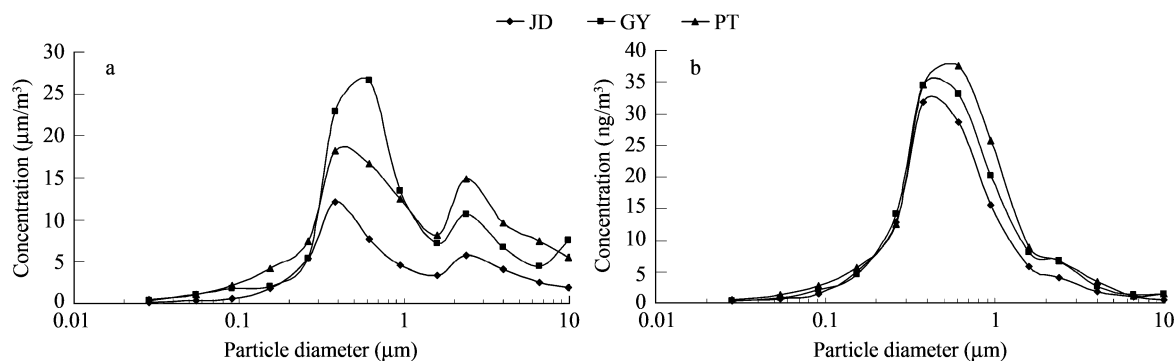 JD GY PT
a
30
25
20
15
10
5
0
Concentration (μm/m³)
0.01 0.1 1 10
Particle diameter (μm)
b
40
35
30
25
20
15
10
5
0
Concentration (ng/m³)
0.01 0.1 1 10
Particle diameter (μm)